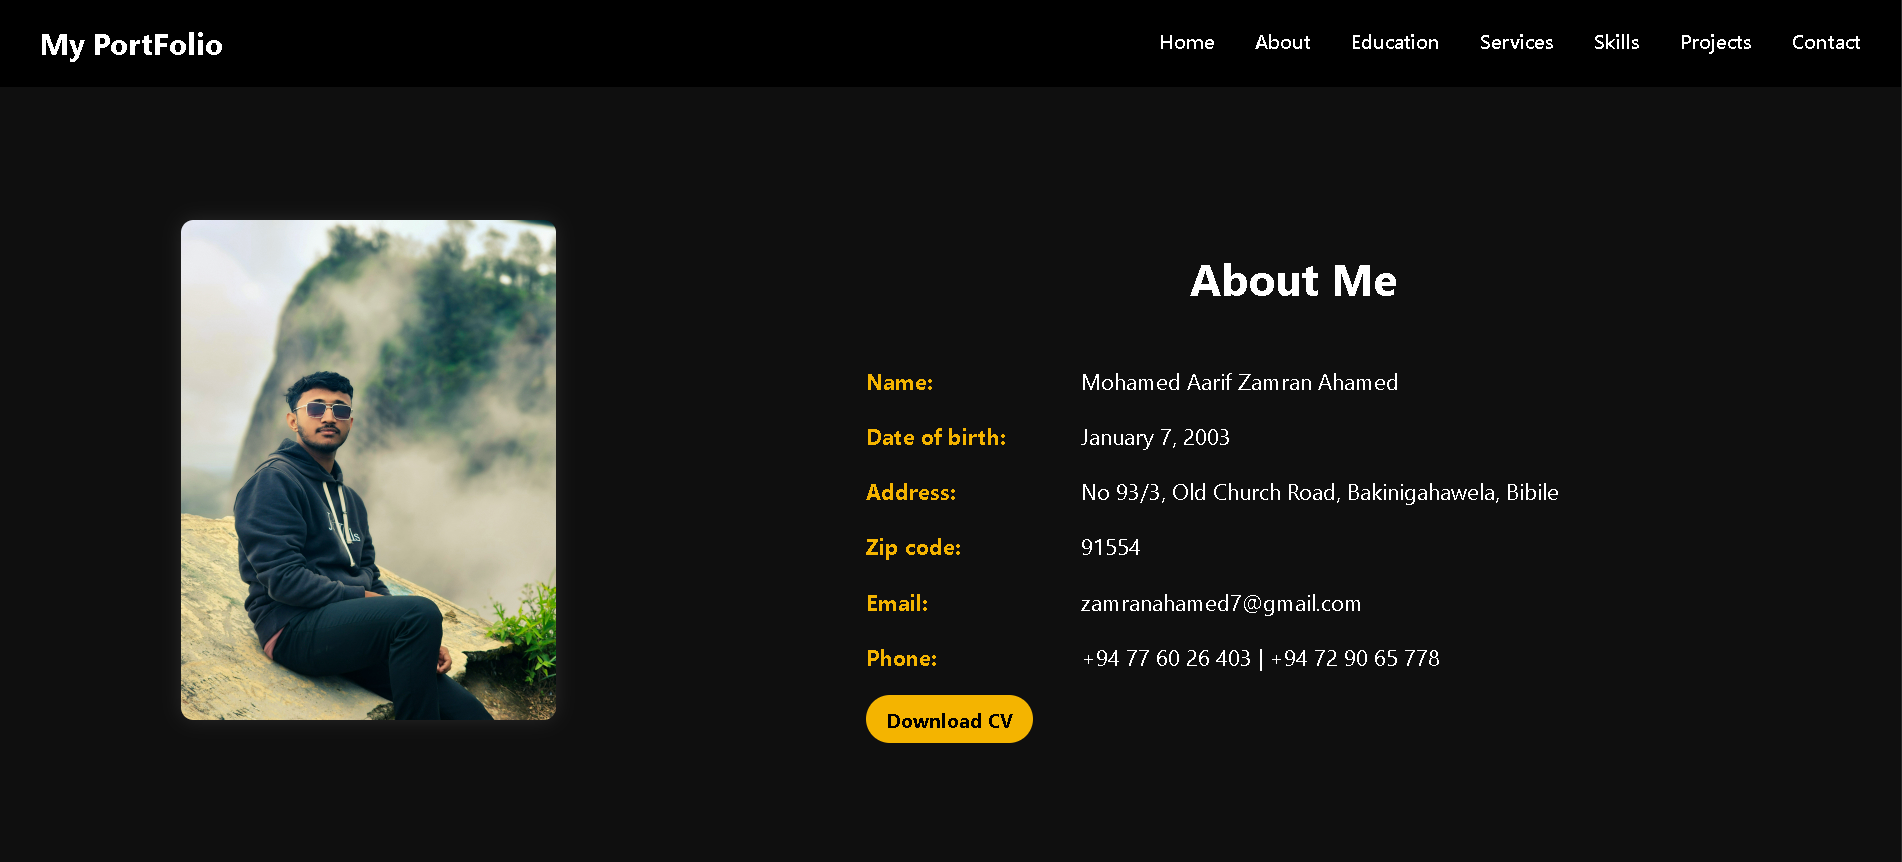 My PortFolio
Home About Education Services Skills Projects Contact
About Me
Name: Mohamed Aarif Zamran Ahamed
Date of birth: January 7, 2003
Address: No 93/3, Old Church Road, Bakinigahawela, Bibile
Zip code: 91554
Email: zamranahamed7@gmail.com
Phone: +94 77 60 26 403 | +94 72 90 65 778
Download CV